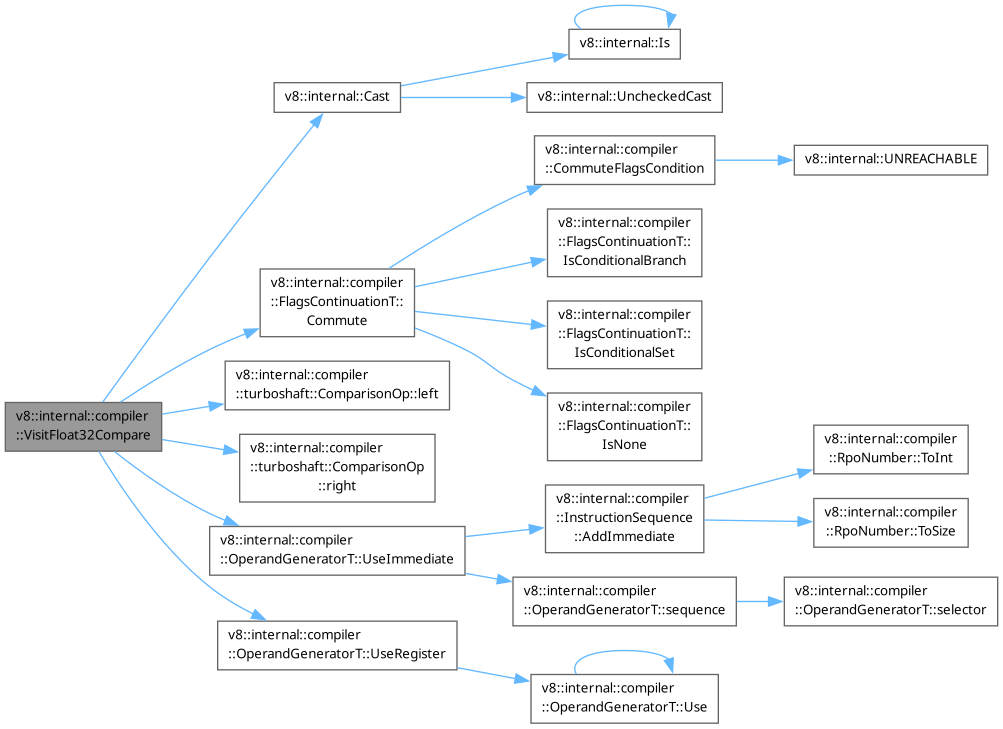 v8::internal::Is
v8::internal::Cast
v8::internal::UncheckedCast
v8::internal::compiler
::CommuteFlagsCondition
v8::internal::UNREACHABLE
v8::internal::compiler
::FlagsContinuationT::
IsConditionalBranch
v8::internal::compiler
::FlagsContinuationT::
Commute
v8::internal::compiler
::FlagsContinuationT::
IsConditionalSet
v8::internal::compiler
::turboshaft::ComparisonOp::left
v8::internal::compiler
::FlagsContinuationT::
IsNone
v8::internal::compiler
::VisitFloat32Compare
v8::internal::compiler
::turboshaft::ComparisonOp
::right
v8::internal::compiler
::RpoNumber::ToInt
v8::internal::compiler
::InstructionSequence
::AddImmediate
v8::internal::compiler
::RpoNumber::ToSize
v8::internal::compiler
::OperandGeneratorT::UseImmediate
v8::internal::compiler
::OperandGeneratorT::sequence
v8::internal::compiler
::OperandGeneratorT::selector
v8::internal::compiler
::OperandGeneratorT::UseRegister
v8::internal::compiler
::OperandGeneratorT::Use